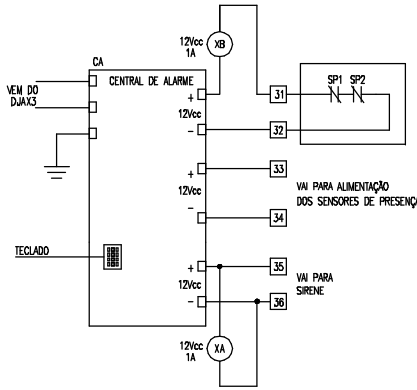 12Vcc
1A
XB
CA
CENTRAL DE ALARME
VEM DO
DJAX3
+
12Vcc
-
31
32
SP1
SP2
+
12Vcc
-
33
34
VAI PARA ALIMENTAÇÃO
DOS SENSORES DE PRESENÇ
TECLADO
+
12Vcc
-
35
36
VAI PARA
SIRENE
12Vcc
1A
XA